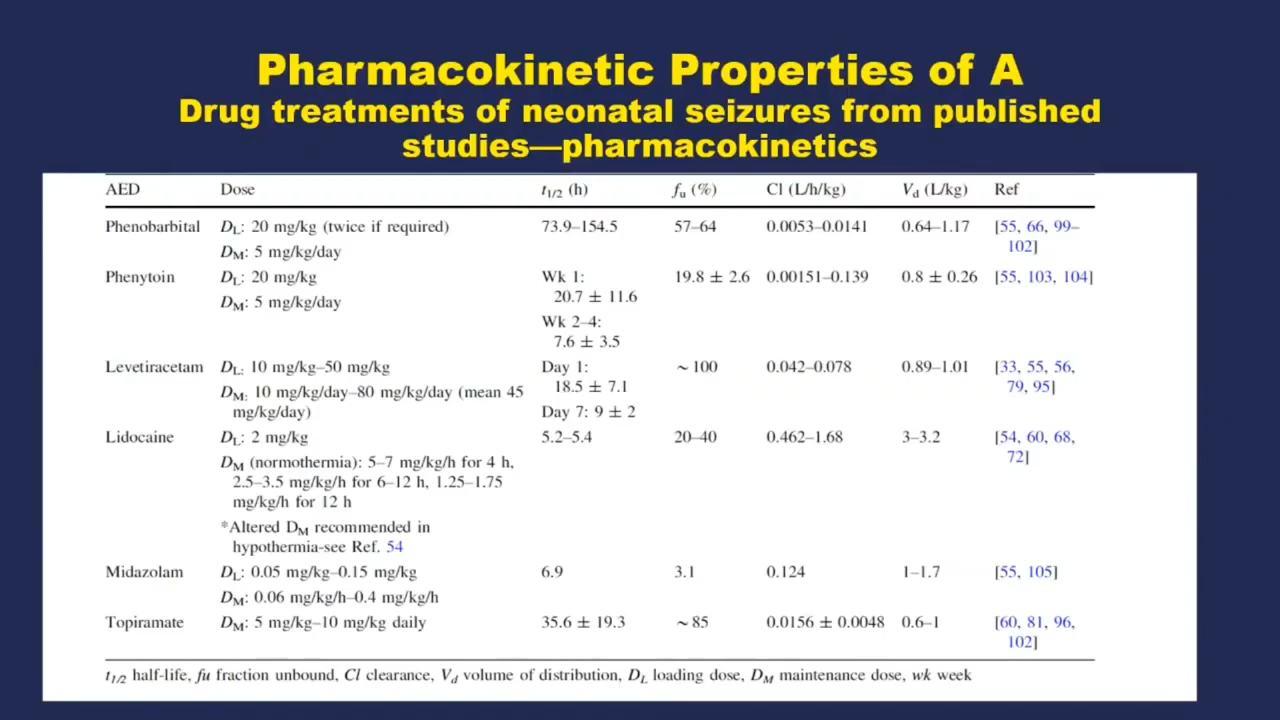 Pharmacokinetic Properties of A
Drug treatments of neonatal seizures from published
studies—pharmacokinetics
AED Dose t1/2 (h) fu (%) Cl (L/h/kg) Vd (L/kg) Ref
Phenobarbital DL: 20 mg/kg (twice if required) 73.9–154.5 57–64 0.0053–0.0141 0.64–1.17 [55, 66, 99–
DM: 5 mg/kg/day 102]
Phenytoin DL: 20 mg/kg Wk 1: 19.8 ± 2.6 0.00151–0.139 0.8 ± 0.26 [55, 103, 104]
DM: 5 mg/kg/day 20.7 ± 11.6
Wk 2–4:
7.6 ± 3.5
Levetiracetam DL: 10 mg/kg–50 mg/kg Day 1: ~100 0.042–0.078 0.89–1.01 [33, 55, 56,
DM: 10 mg/kg/day–80 mg/kg/day (mean 45 18.5 ± 7.1 79, 95]
mg/kg/day) Day 7: 9 ± 2
Lidocaine DL: 2 mg/kg 5.2–5.4 20–40 0.462–1.68 3–3.2 [54, 60, 68,
DM (normothermia): 5–7 mg/kg/h for 4 h, 72]
2.5–3.5 mg/kg/h for 6–12 h, 1.25–1.75
mg/kg/h for 12 h
*Altered DM recommended in
hypothermia-see Ref. 54
Midazolam DL: 0.05 mg/kg–0.15 mg/kg 6.9 3.1 0.124 1–1.7 [55, 105]
DM: 0.06 mg/kg/h–0.4 mg/kg/h
Topiramate DM: 5 mg/kg–10 mg/kg daily 35.6 ± 19.3 ~85 0.0156 ± 0.0048 0.6–1 [60, 81, 96,
102]
t1/2 half-life, fu fraction unbound, Cl clearance, Vd volume of distribution, DL loading dose, DM maintenance dose, wk week